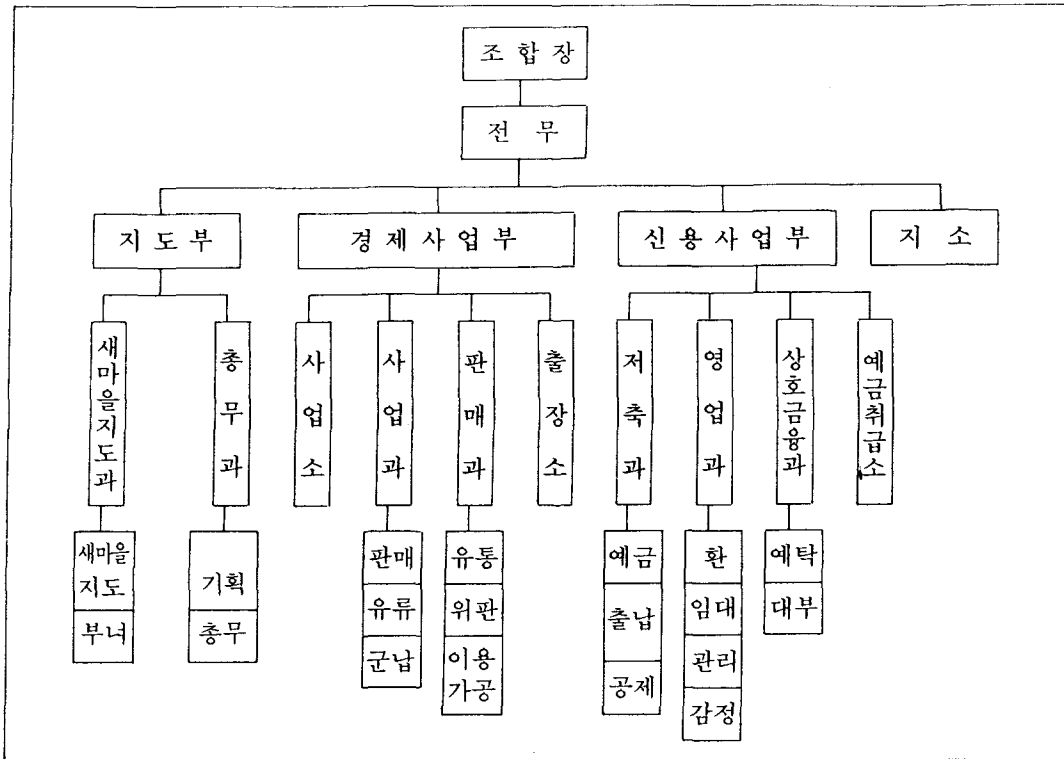 조합장
전무
지도부
경제사업부
신용사업부
지소
새마을지도과
총무과
사업소
사업과
판매과
출장소
저축과
영업과
상호금융과
예금취급소
새마을
지도
부녀
기획
총무
판매
유류
군납
유통
위판
이용
가공
예금
출납
공제
환
임대
관리
감정
예탁
대부